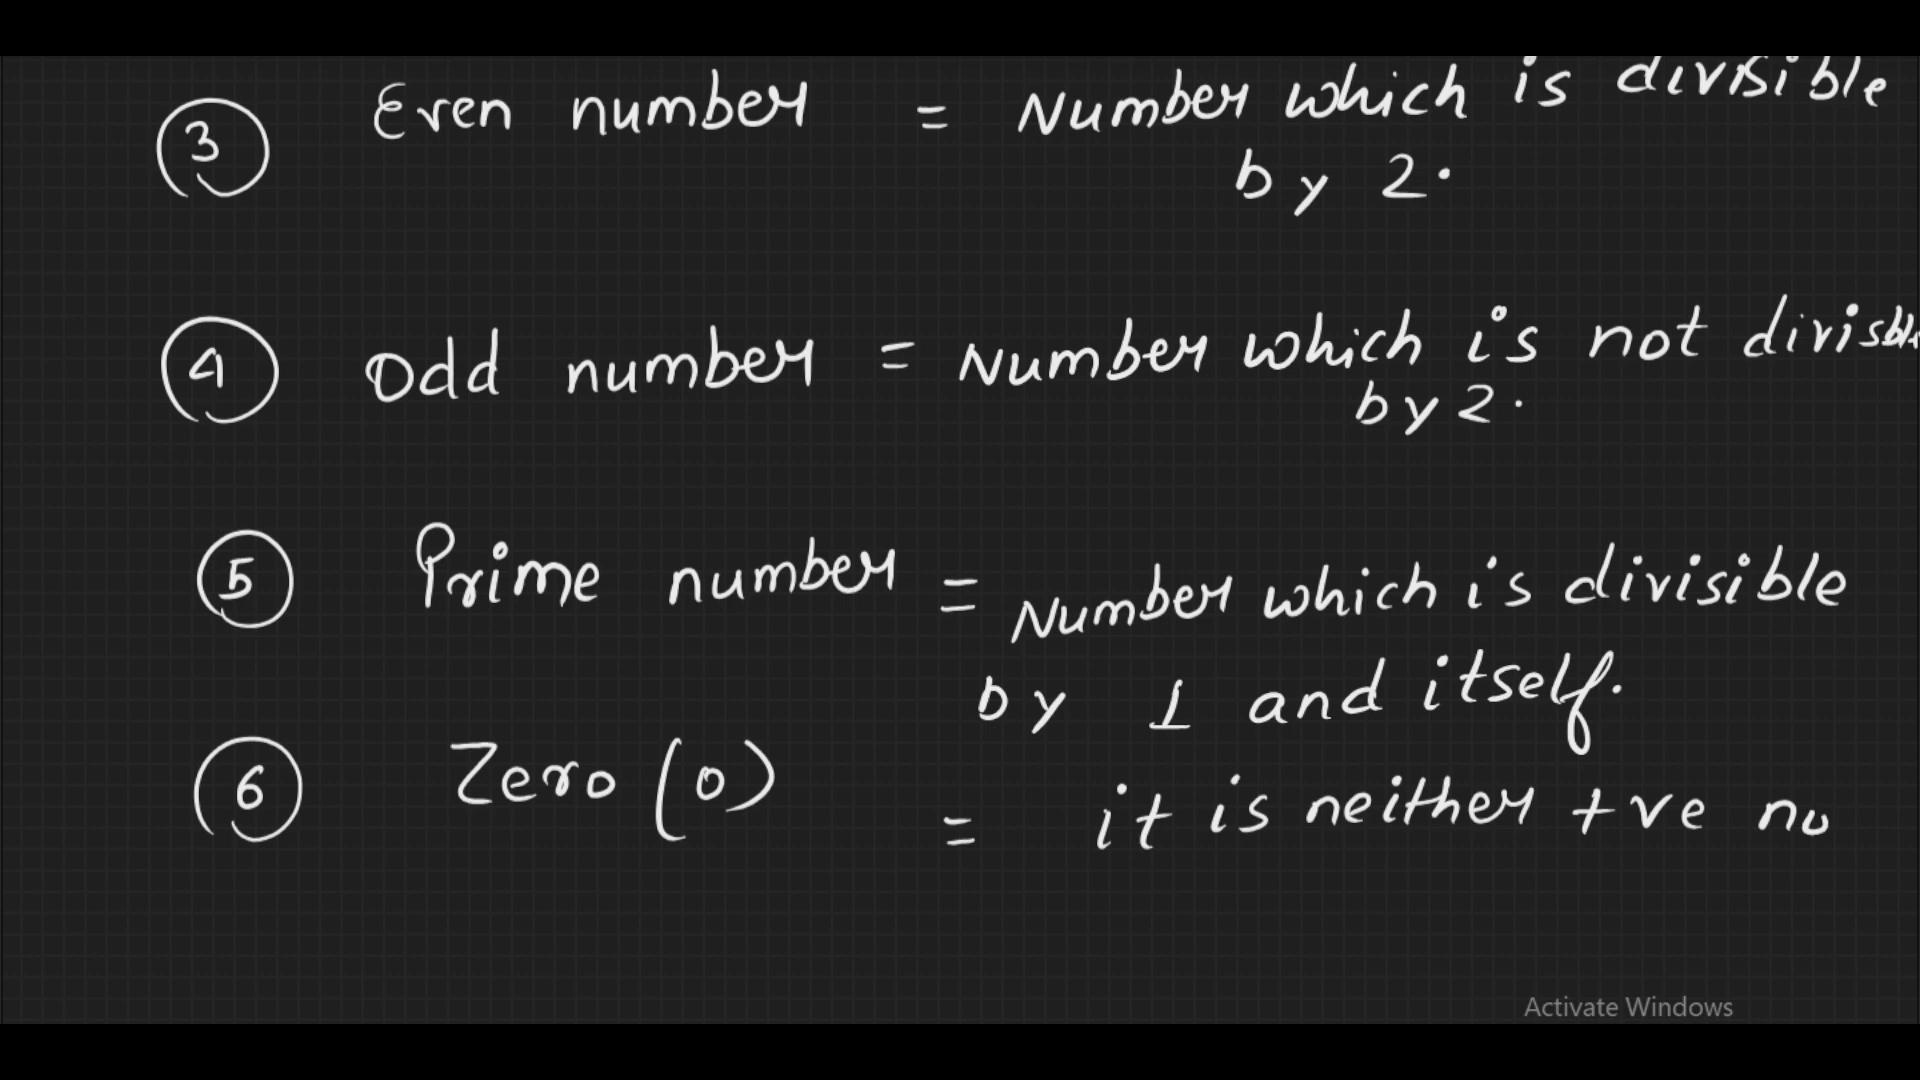 3 Even number = Number which is divisible
by 2.
4 Odd number = Number which is not
by 2.
5 Prime number = Number which is divisible
by 1 and itself.
6 Zero (0) = it is neither +ve no
Activate Windows